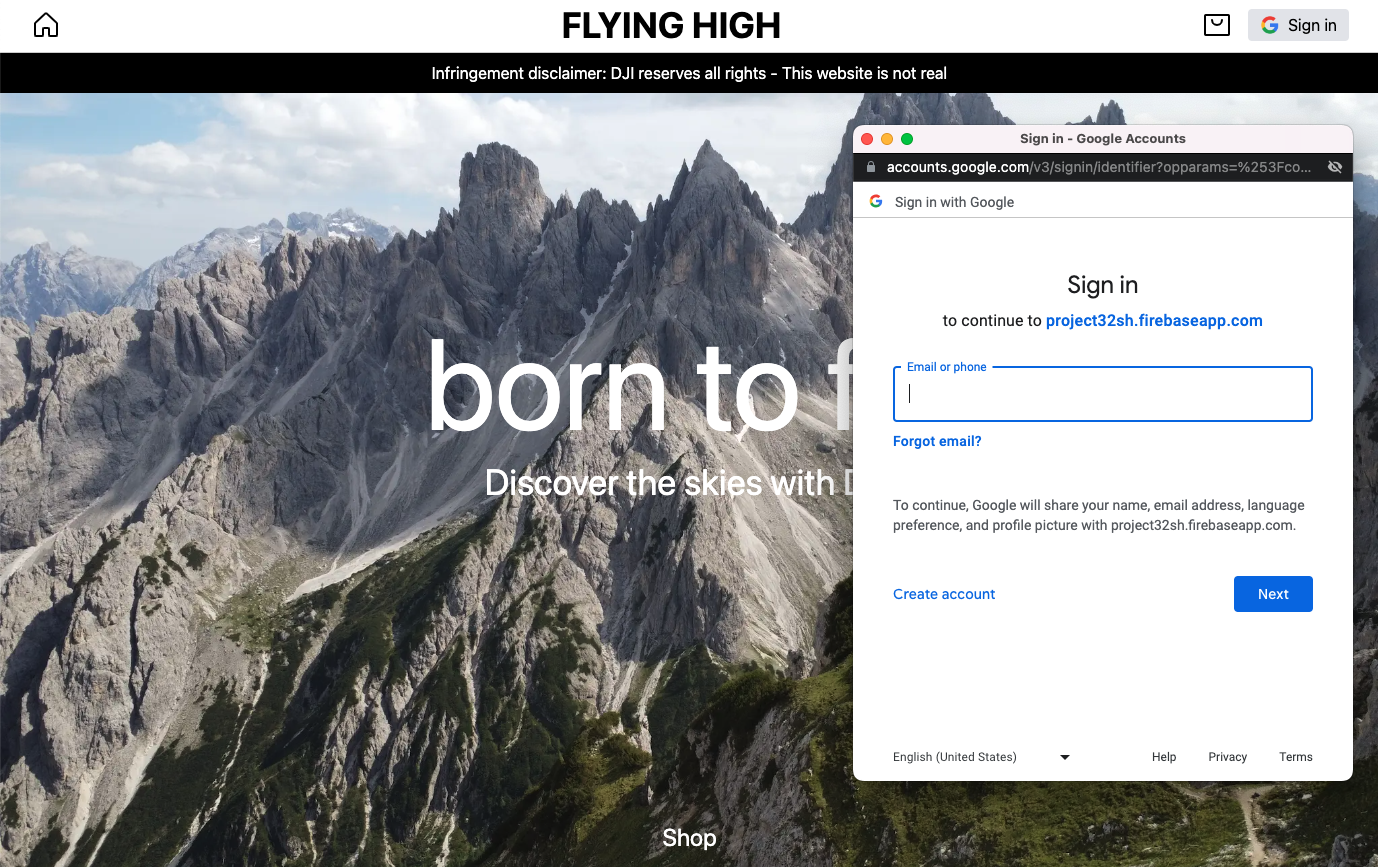 FLYING HIGH
Sign in
Infringement disclaimer: DJI reserves all rights - This website is not real
born to f
Discover the skies with D
Shop
Sign in - Google Accounts
accounts.google.com/v3/signin/identifier?opparams=%253Fco...
Sign in with Google
Sign in
to continue to project32sh.firebaseapp.com
Email or phone
Forgot email?
To continue, Google will share your name, email address, language
preference, and profile picture with project32sh.firebaseapp.com.
Create account
Next
English (United States)
Help
Privacy
Terms